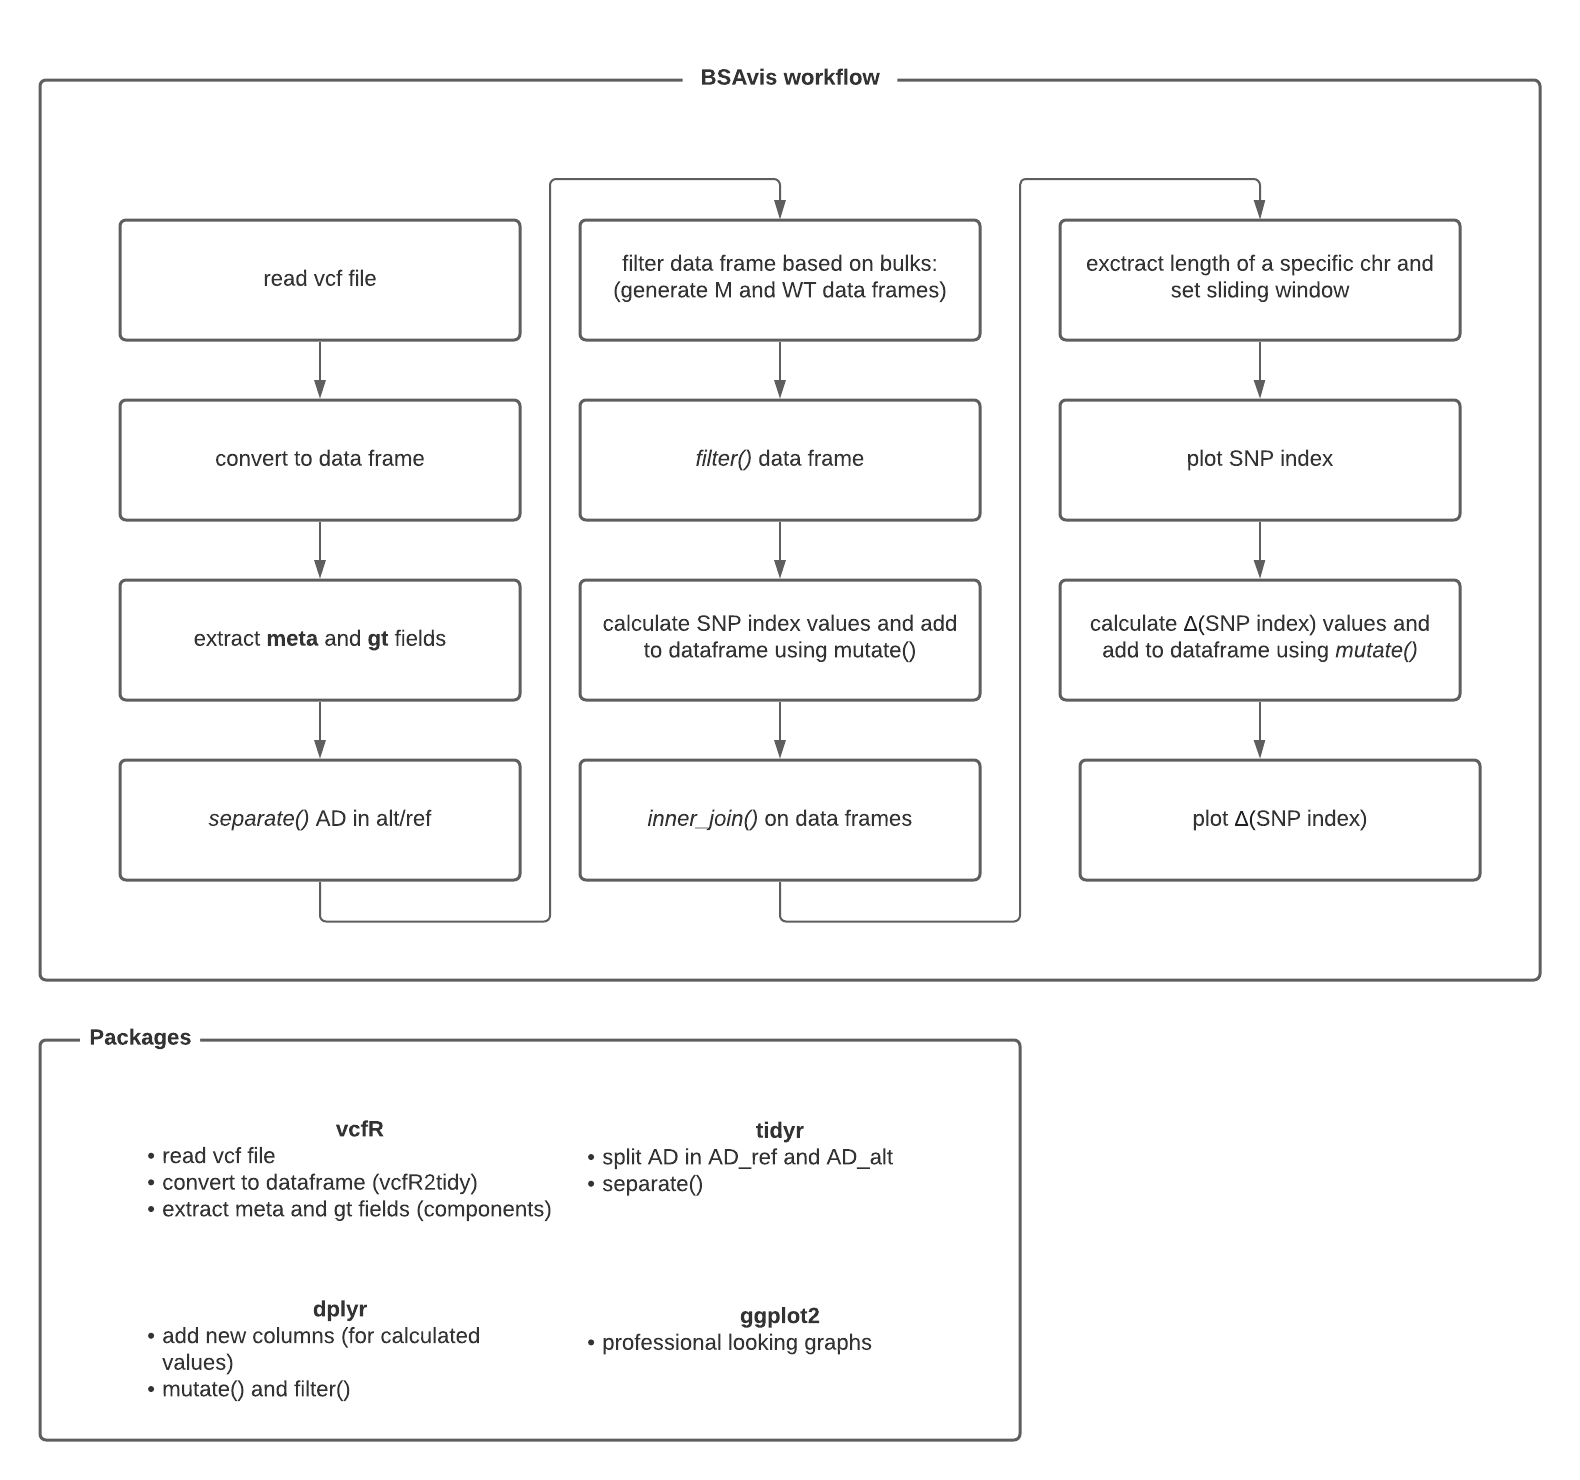 BSAvis workflow
read vcf file
convert to data frame
extract meta and gt fields
separate() AD in alt/ref
filter data frame based on bulks:
(generate M and WT data frames)
filter() data frame
calculate SNP index values and add
to dataframe using mutate()
inner_join() on data frames
exctract length of a specific chr and
set sliding window
plot SNP index
calculate Δ(SNP index) values and
add to dataframe using mutate()
plot Δ(SNP index)
Packages
vcfR
• read vcf file
• convert to dataframe (vcfR2tidy)
• extract meta and gt fields (components)
tidyr
• split AD in AD_ref and AD_alt
• separate()
dplyr
• add new columns (for calculated
values)
• mutate() and filter()
ggplot2
• professional looking graphs